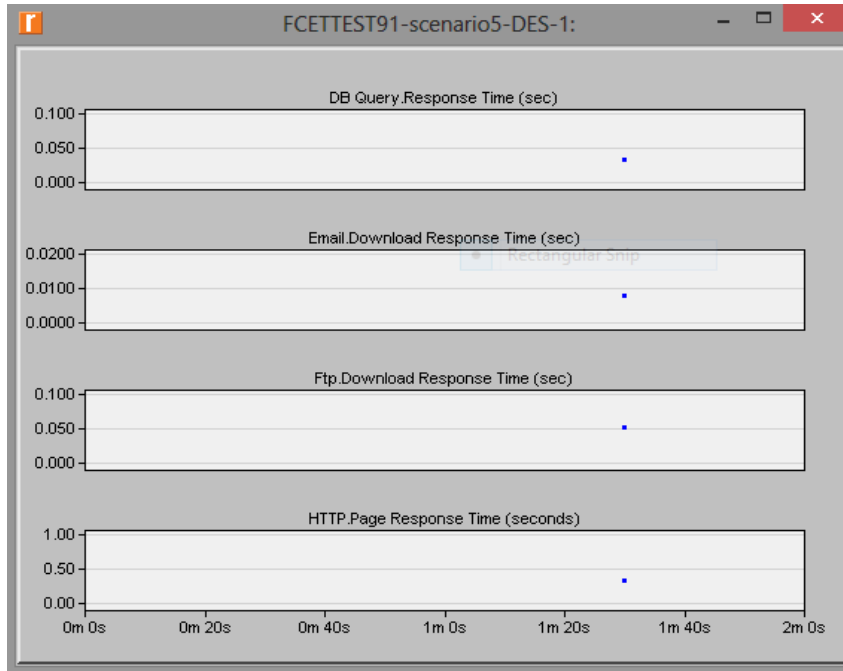 r FCETTEST91-scenario5-DES-1:
DB Query.Response Time (sec)
0.100
0.050
0.000
Email.Download Response Time (sec)
0.0200
Rectangular Snip
0.0100
0.0000
Ftp.Download Response Time (sec)
0.100
0.050
0.000
HTTP.Page Response Time (seconds)
1.00
0.50
0.00
0m 0s 0m 20s 0m 40s 1m 0s 1m 20s 1m 40s 2m 0s